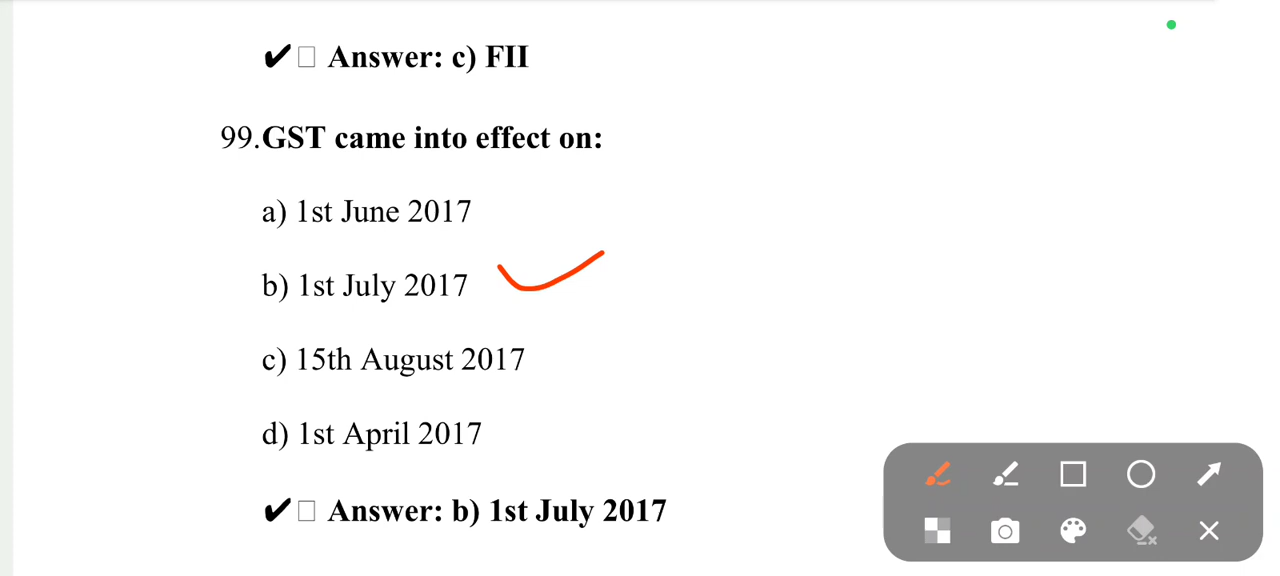 ✔□ Answer: c) FII
99.GST came into effect on:
a) 1st June 2017
b) 1st July 2017
c) 15th August 2017
d) 1st April 2017
✔□ Answer: b) 1st July 2017